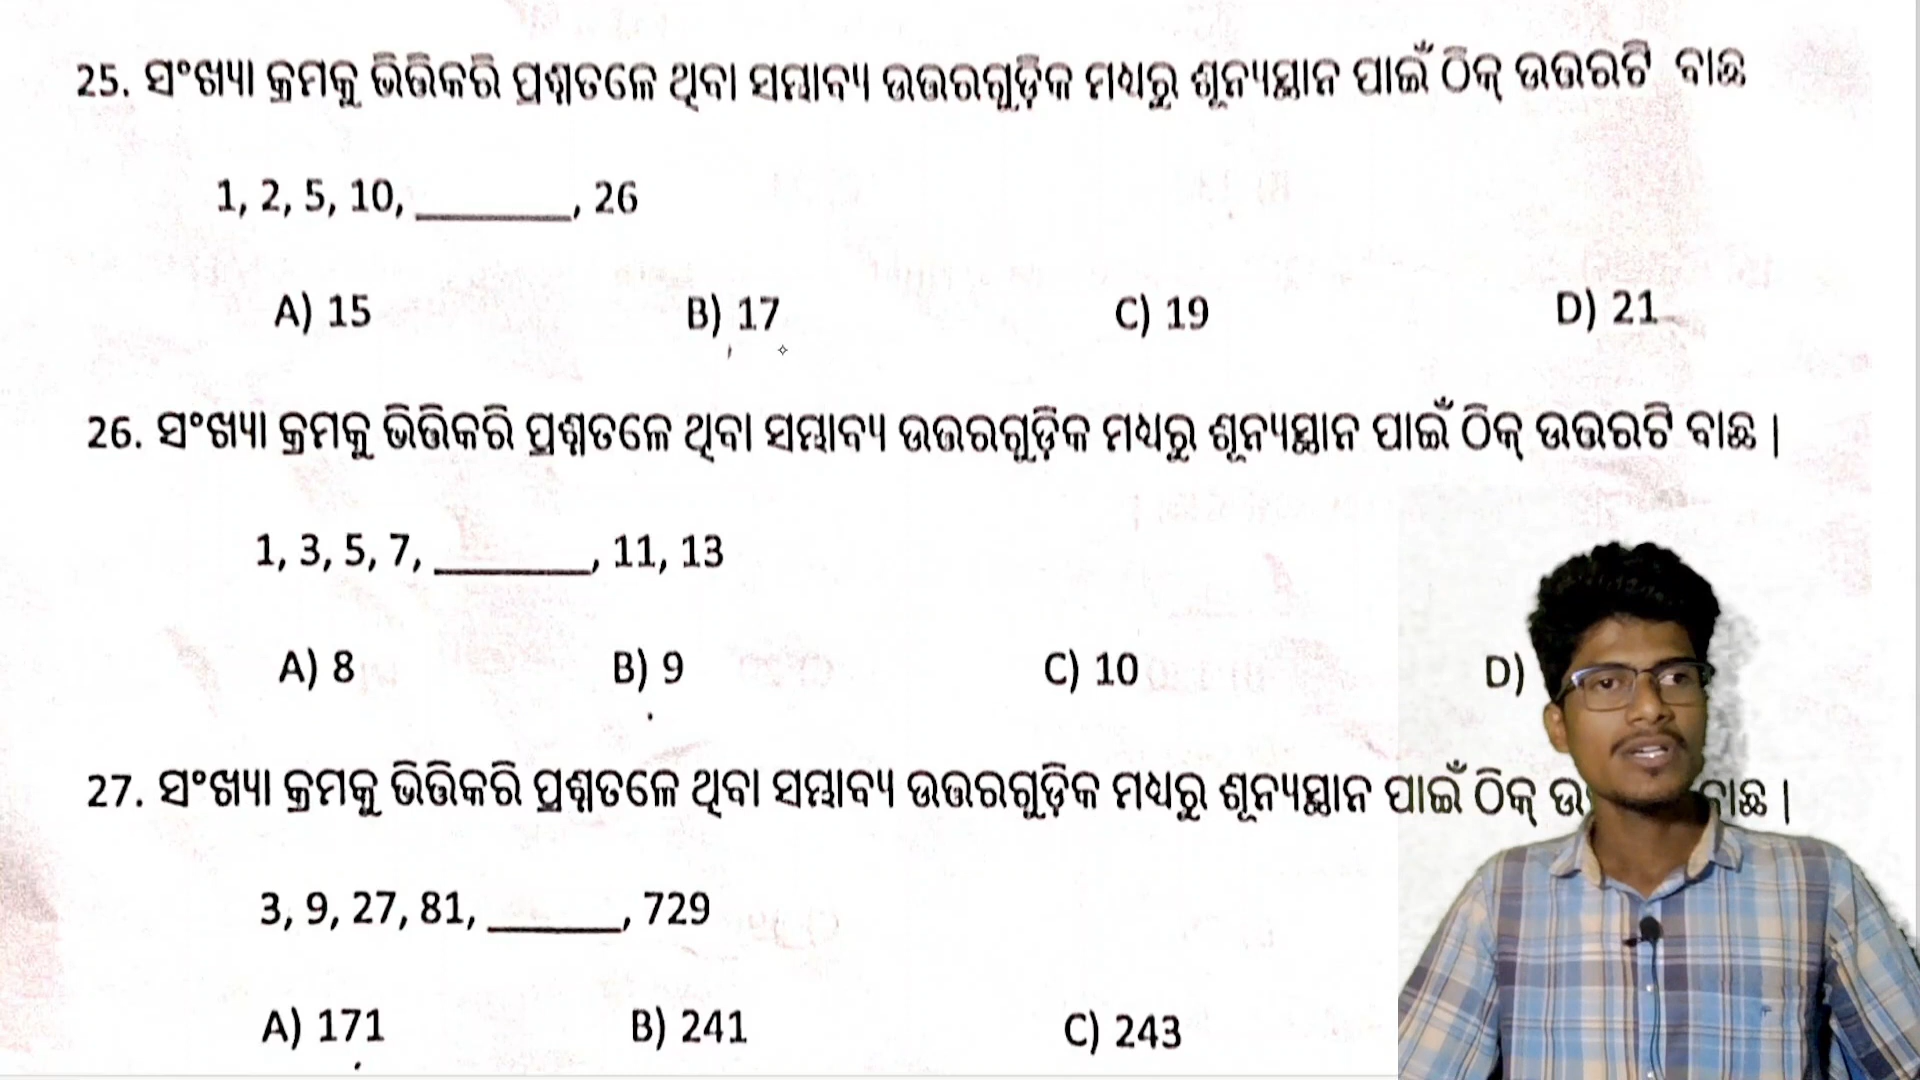 25. ସଂଖ୍ୟା କ୍ରମକୁ ଭିତ୍ତିକରି ପ୍ରଶ୍ନତଳେ ଥିବା ସମ୍ଭାବ୍ୟ ଉତ୍ତରଗୁଡ଼ିକ ମଧ୍ୟରୁ ଶୂନ୍ୟସ୍ଥାନ ପାଇଁ ଠିକ୍ ଉତ୍ତରଟି ବାଛ
1, 2, 5, 10, ________, 26
A) 15 B) 17 C) 19 D) 21
26. ସଂଖ୍ୟା କ୍ରମକୁ ଭିତ୍ତିକରି ପ୍ରଶ୍ନତଳେ ଥିବା ସମ୍ଭାବ୍ୟ ଉତ୍ତରଗୁଡ଼ିକ ମଧ୍ୟରୁ ଶୂନ୍ୟସ୍ଥାନ ପାଇଁ ଠିକ୍ ଉତ୍ତରଟି ବାଛ |
1, 3, 5, 7, ________, 11, 13
A) 8 B) 9 C) 10 D)
27. ସଂଖ୍ୟା କ୍ରମକୁ ଭିତ୍ତିକରି ପ୍ରଶ୍ନତଳେ ଥିବା ସମ୍ଭାବ୍ୟ ଉତ୍ତରଗୁଡ଼ିକ ମଧ୍ୟରୁ ଶୂନ୍ୟସ୍ଥାନ ପାଇଁ ଠିକ୍ ବାଛ |
3, 9, 27, 81, _______, 729
A) 171 B) 241 C) 243